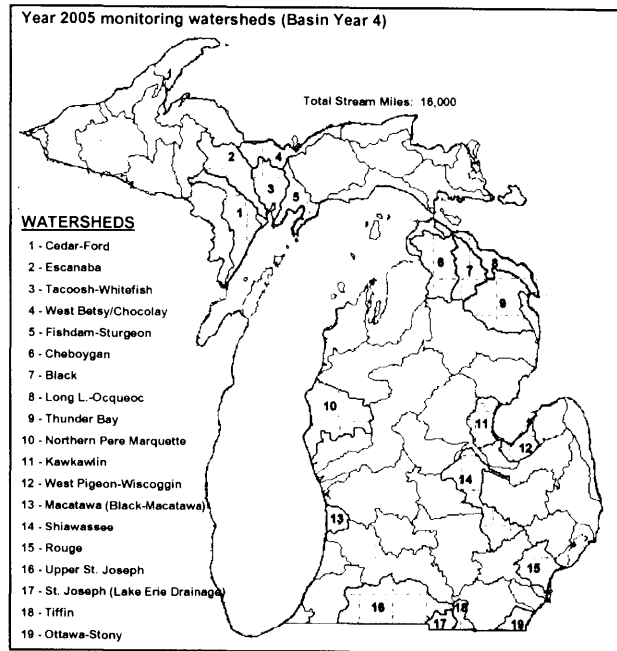 Year 2005 monitoring watersheds (Basin Year 4)
Total Stream Miles: 16,000
2
4
3
5
1
6
7
8
9
10
11
12
14
13
15
16
17
18
19
WATERSHEDS
1 - Cedar-Ford
2 - Escanaba
3 - Tacoosh-Whitefish
4 - West Betsy/Chocolay
5 - Fishdam-Sturgeon
6 - Cheboygan
7 - Black
8 - Long L.-Ocqueoc
9 - Thunder Bay
10 - Northern Pere Marquette
11 - Kawkawlin
12 - West Pigeon-Wiscoggin
13 - Macatawa (Black-Macatawa)
14 - Shiawassee
15 - Rouge
16 - Upper St. Joseph
17 - St. Joseph (Lake Erie Drainage)
18 - Tiffin
19 - Ottawa-Stony